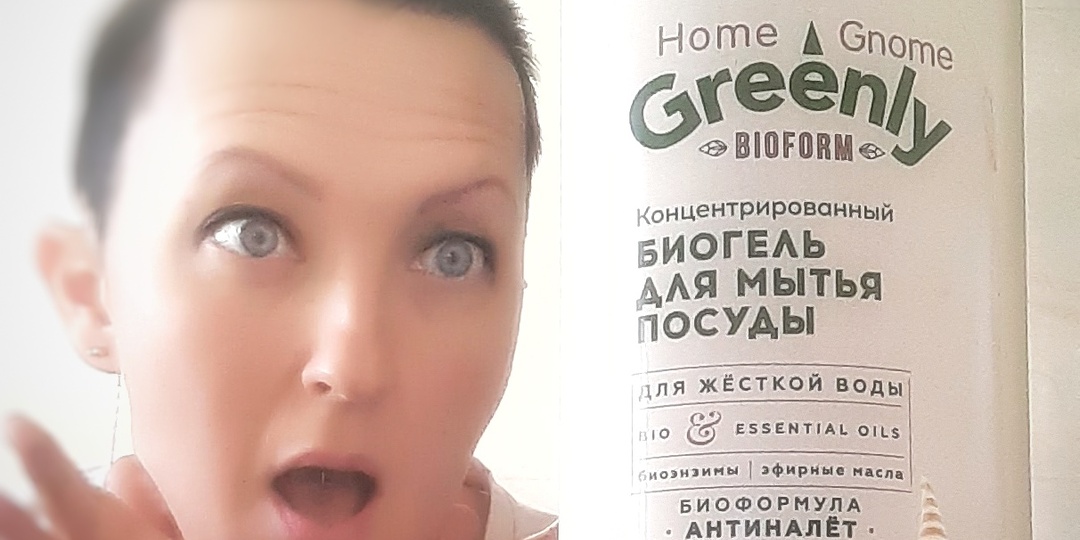 Home Gnome
Greenly
BIOFORM
Концентрированный
БИОГЕЛЬ
ДЛЯ МЫТЬЯ
ПОСУДЫ
ДЛЯ ЖЁСТКОЙ ВОДЫ
BIO & ESSENTIAL OILS
биоэнзимы | эфирные масла
БИОФОРМУЛА
· АНТИНАЛЁТ ·